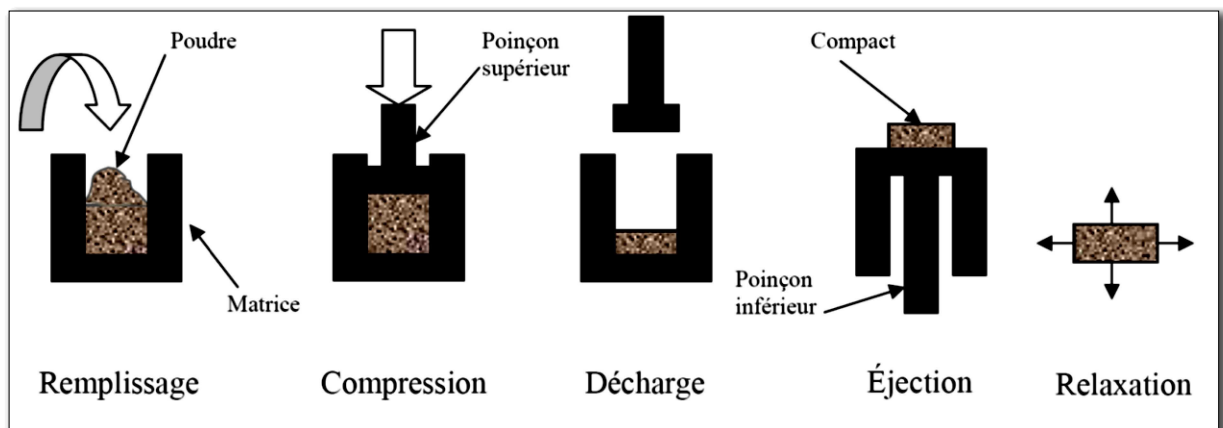 Poudre
Matrice
Remplissage
Poinçon
supérieur
Compression
Décharge
Compact
Poinçon
inférieur
Éjection
Relaxation